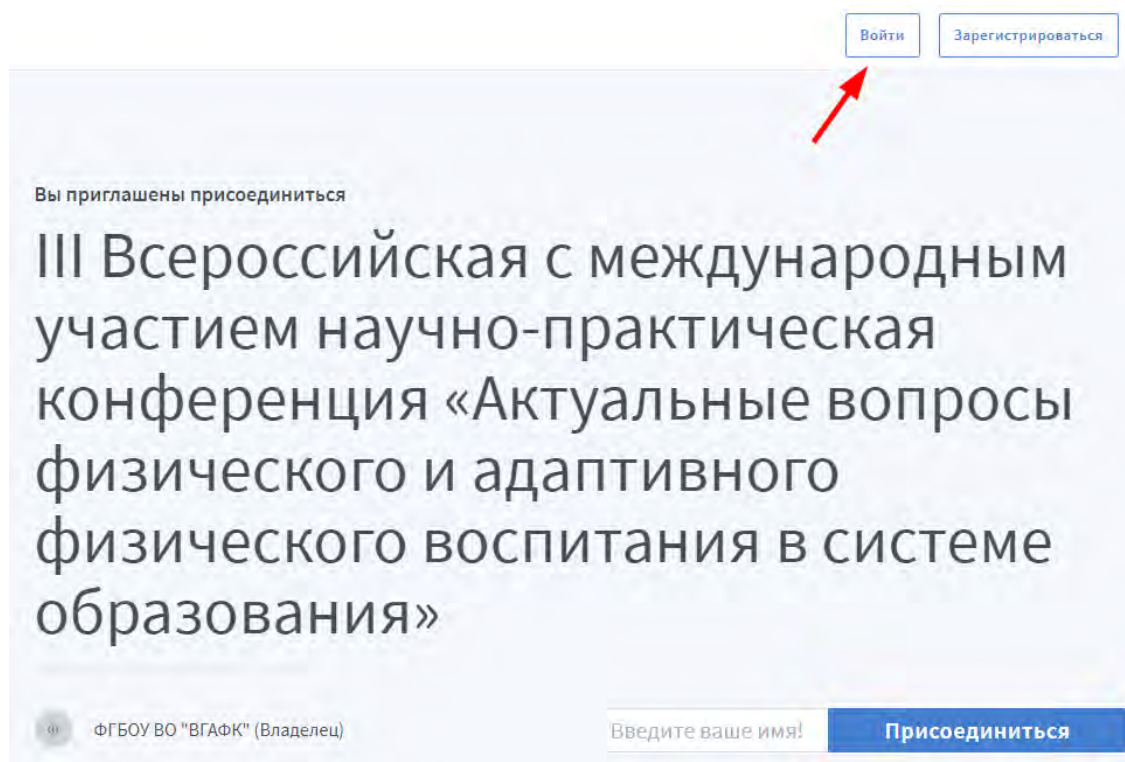 Войти Зарегистрироваться
Вы приглашены присоединиться
III Всероссийская с международным
участием научно-практическая
конференция «Актуальные вопросы
физического и адаптивного
физического воспитания в системе
образования»
ФГБОУ ВО "ВГАФК" (Владелец) Введите ваше имя! Присоединиться